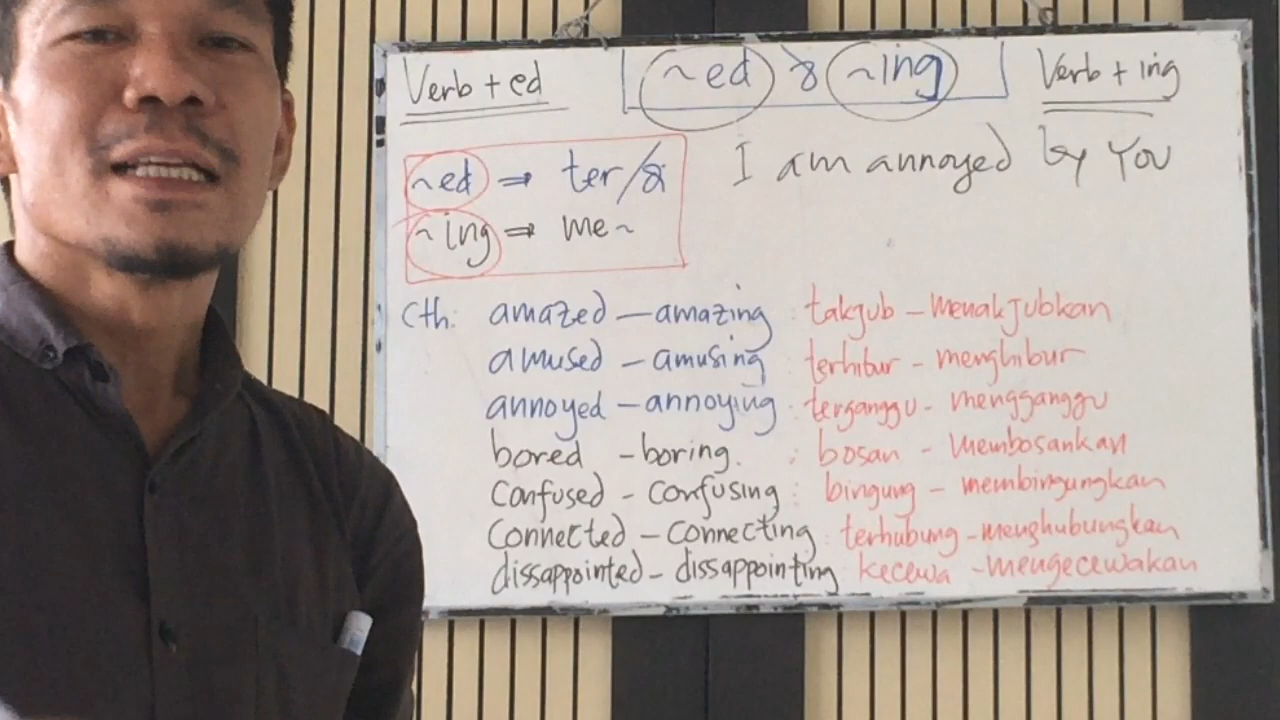 Verb + ed
~ed & ~ing
Verb + ing
~ed ⇒ ter/di
~ing ⇒ me~
I am annoyed by You
Cth: amazed – amazing : takjub – menakjubkan
amused – amusing : terhibur – menghibur
annoyed – annoying : terganggu – mengganggu
bored – boring : bosan – membosankan
confused – confusing : bingung – membingungkan
connected – connecting : terhubung – menghubungkan
dissappointed – dissappointing kecewa – mengecewakan